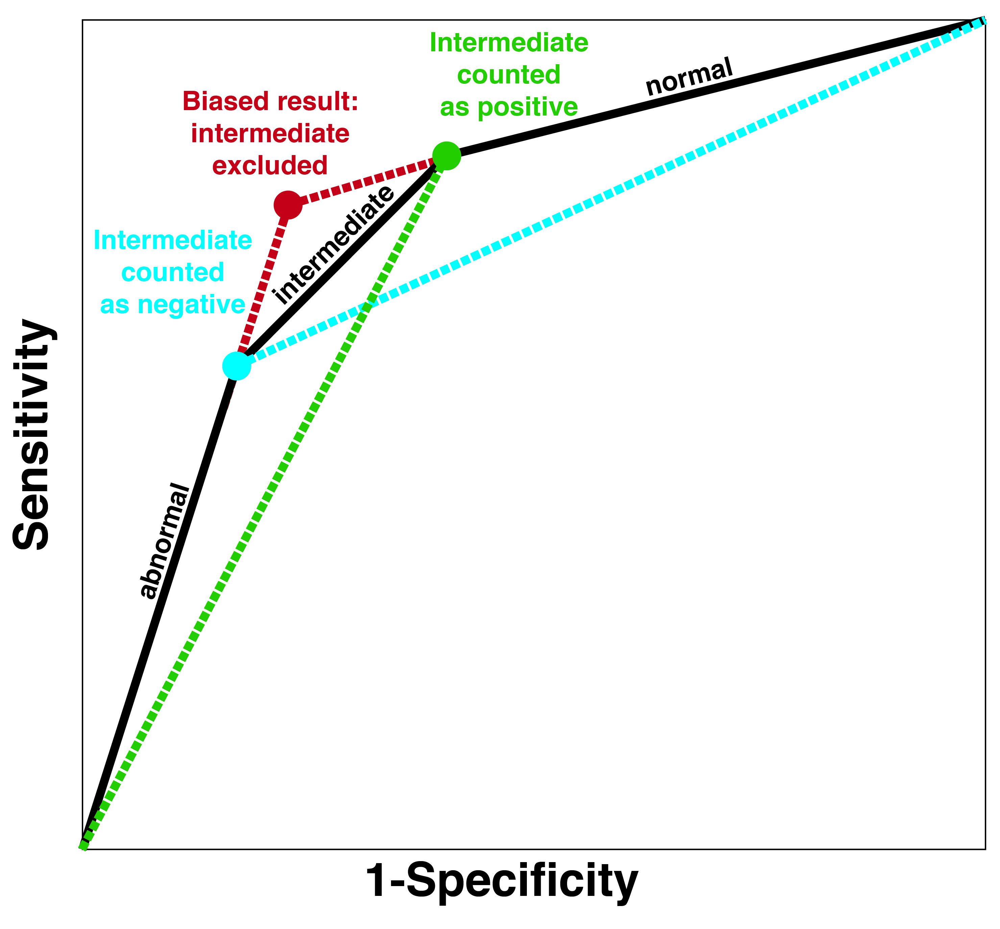 Intermediate
counted
as positive
normal
Biased result:
intermediate
excluded
intermediate
Intermediate
counted
as negative
abnormal
Sensitivity
1-Specificity